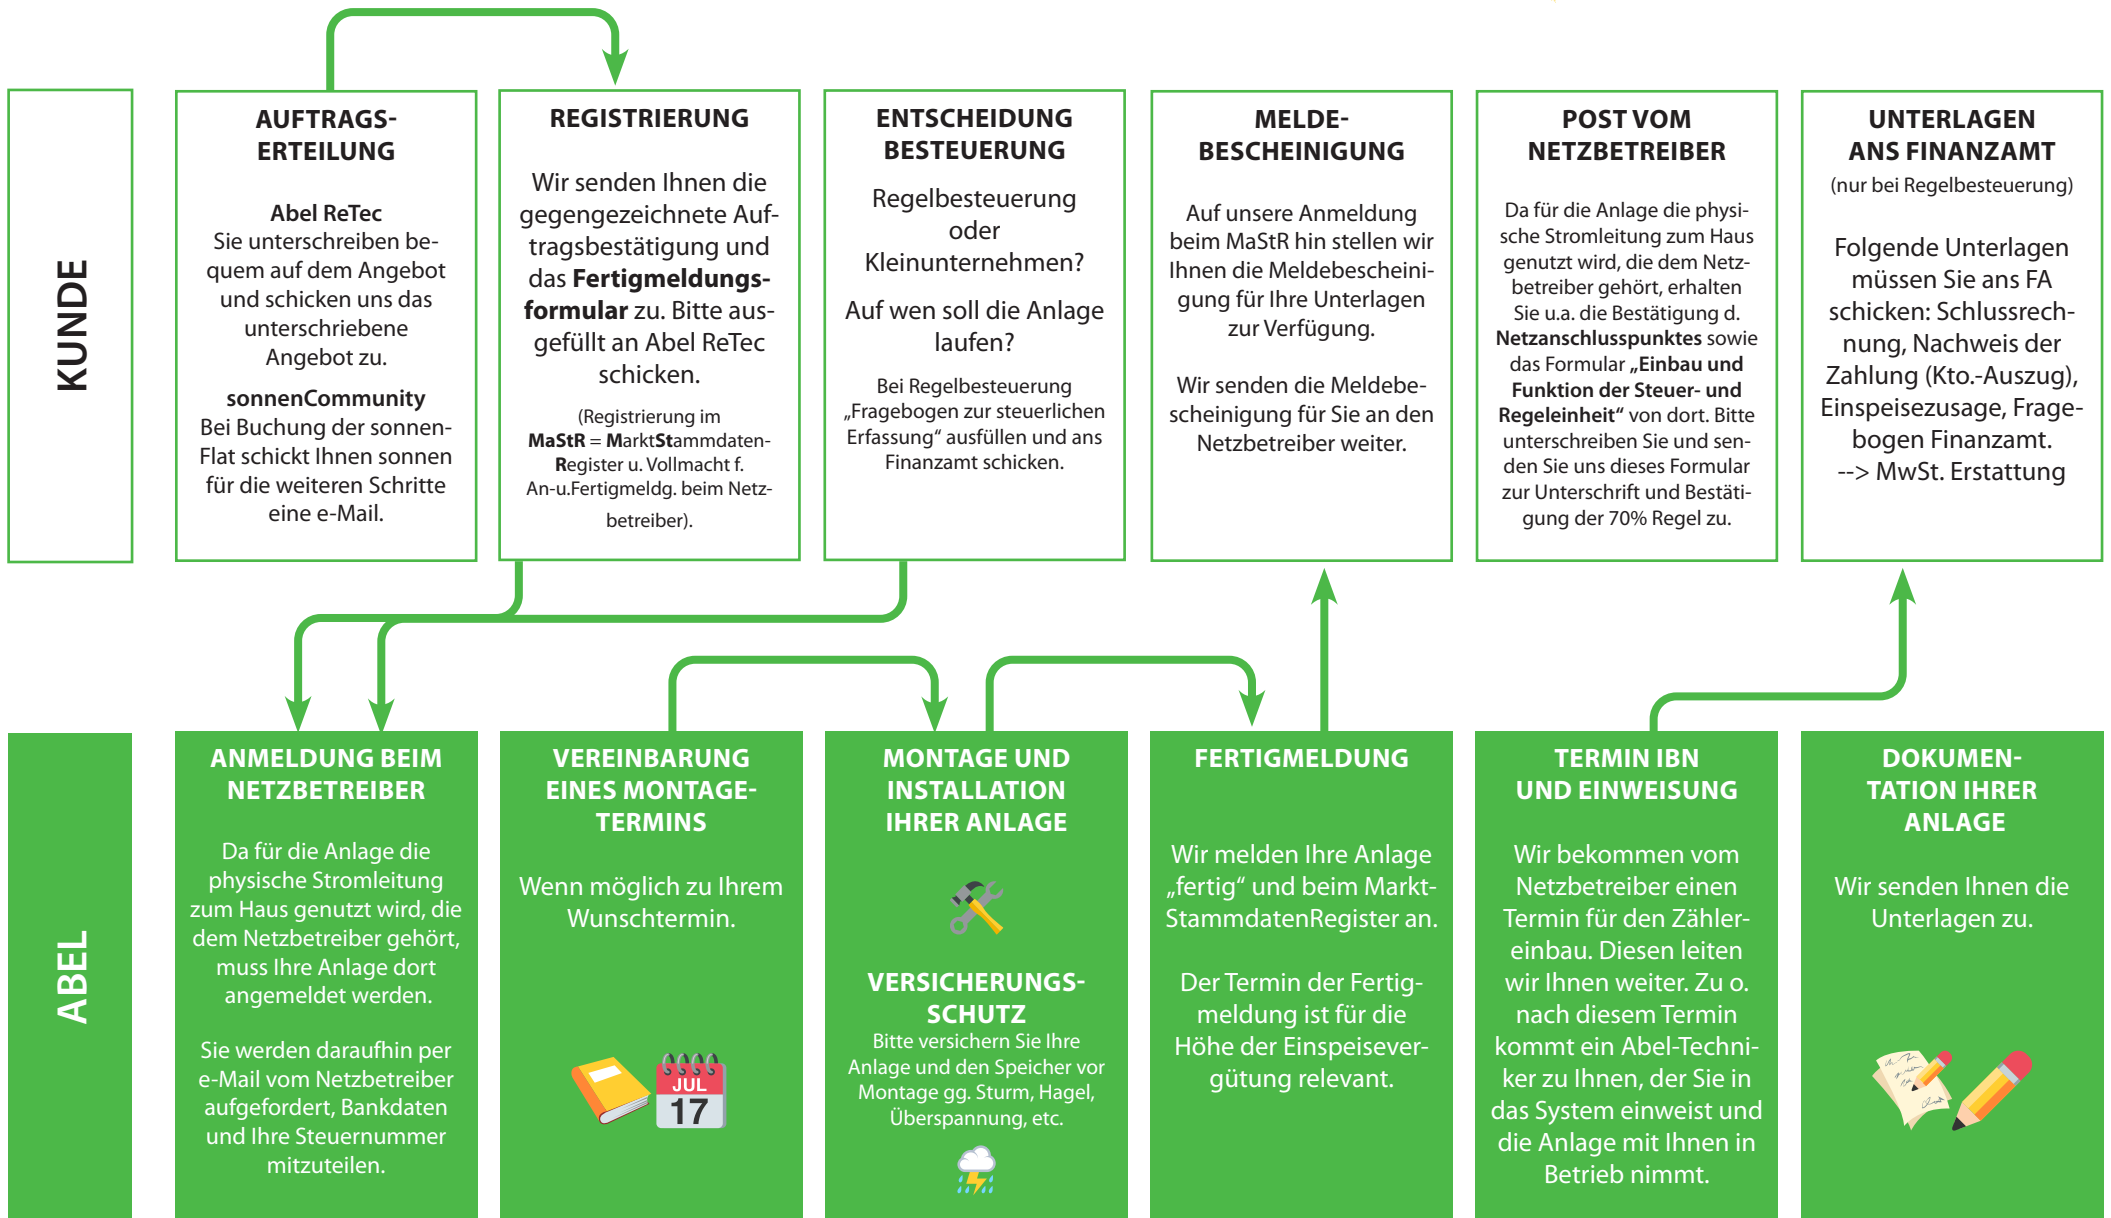 KUNDE
AUFTRAGS-
ERTEILUNG
Abel ReTec
Sie unterschreiben be-
quem auf dem Angebot
und schicken uns das
unterschriebene
Angebot zu.
sonnenCommunity
Bei Buchung der sonnen-
Flat schickt Ihnen sonnen
für die weiteren Schritte
eine e-Mail.
REGISTRIERUNG
Wir senden Ihnen die
gegengezeichnete Auf-
tragsbestätigung und
das Fertigmeldungs-
formular zu. Bitte aus-
gefüllt an Abel ReTec
schicken.
(Registrierung im
MaStR = MarktStammdaten-
Register u. Vollmacht f.
An-u.Fertigmeldg. beim Netz-
betreiber).
ENTSCHEIDUNG
BESTEUERUNG
Regelbesteuerung
oder
Kleinunternehmen?
Auf wen soll die Anlage
laufen?
Bei Regelbesteuerung
„Fragebogen zur steuerlichen
Erfassung“ ausfüllen und ans
Finanzamt schicken.
MELDE-
BESCHEINIGUNG
Auf unsere Anmeldung
beim MaStR hin stellen wir
Ihnen die Meldebescheini-
gung für Ihre Unterlagen
zur Verfügung.
Wir senden die Meldebe-
scheinigung für Sie an den
Netzbetreiber weiter.
POST VOM
NETZBETREIBER
Da für die Anlage die physi-
sche Stromleitung zum Haus
genutzt wird, die dem Netz-
betreiber gehört, erhalten
Sie u.a. die Bestätigung d.
Netzanschlusspunktes sowie
das Formular „Einbau und
Funktion der Steuer- und
Regeleinheit“ von dort. Bitte
unterschreiben Sie und sen-
den Sie uns dieses Formular
zur Unterschrift und Bestäti-
gung der 70% Regel zu.
UNTERLAGEN
ANS FINANZAMT
(nur bei Regelbesteuerung)
Folgende Unterlagen
müssen Sie ans FA
schicken: Schlussrech-
nung, Nachweis der
Zahlung (Kto.-Auszug),
Einspeisezusage, Frage-
bogen Finanzamt.
--> MwSt. Erstattung
ABEL
ANMELDUNG BEIM
NETZBETREIBER
Da für die Anlage die
physische Stromleitung
zum Haus genutzt wird, die
dem Netzbetreiber gehört,
muss Ihre Anlage dort
angemeldet werden.
Sie werden daraufhin per
e-Mail vom Netzbetreiber
aufgefordert, Bankdaten
und Ihre Steuernummer
mitzuteilen.
VEREINBARUNG
EINES MONTAGE-
TERMINS
Wenn möglich zu Ihrem
Wunschtermin.
JUL
17
MONTAGE UND
INSTALLATION
IHRER ANLAGE
VERSICHERUNGS-
SCHUTZ
Bitte versichern Sie Ihre
Anlage und den Speicher vor
Montage gg. Sturm, Hagel,
Überspannung, etc.
FERTIGMELDUNG
Wir melden Ihre Anlage
„fertig“ und beim Markt-
StammdatenRegister an.
Der Termin der Fertig-
meldung ist für die
Höhe der Einspeisever-
gütung relevant.
TERMIN IBN
UND EINWEISUNG
Wir bekommen vom
Netzbetreiber einen
Termin für den Zähler-
einbau. Diesen leiten
wir Ihnen weiter. Zu o.
nach diesem Termin
kommt ein Abel-Techni-
ker zu Ihnen, der Sie in
das System einweist und
die Anlage mit Ihnen in
Betrieb nimmt.
DOKUMEN-
TATION IHRER
ANLAGE
Wir senden Ihnen die
Unterlagen zu.